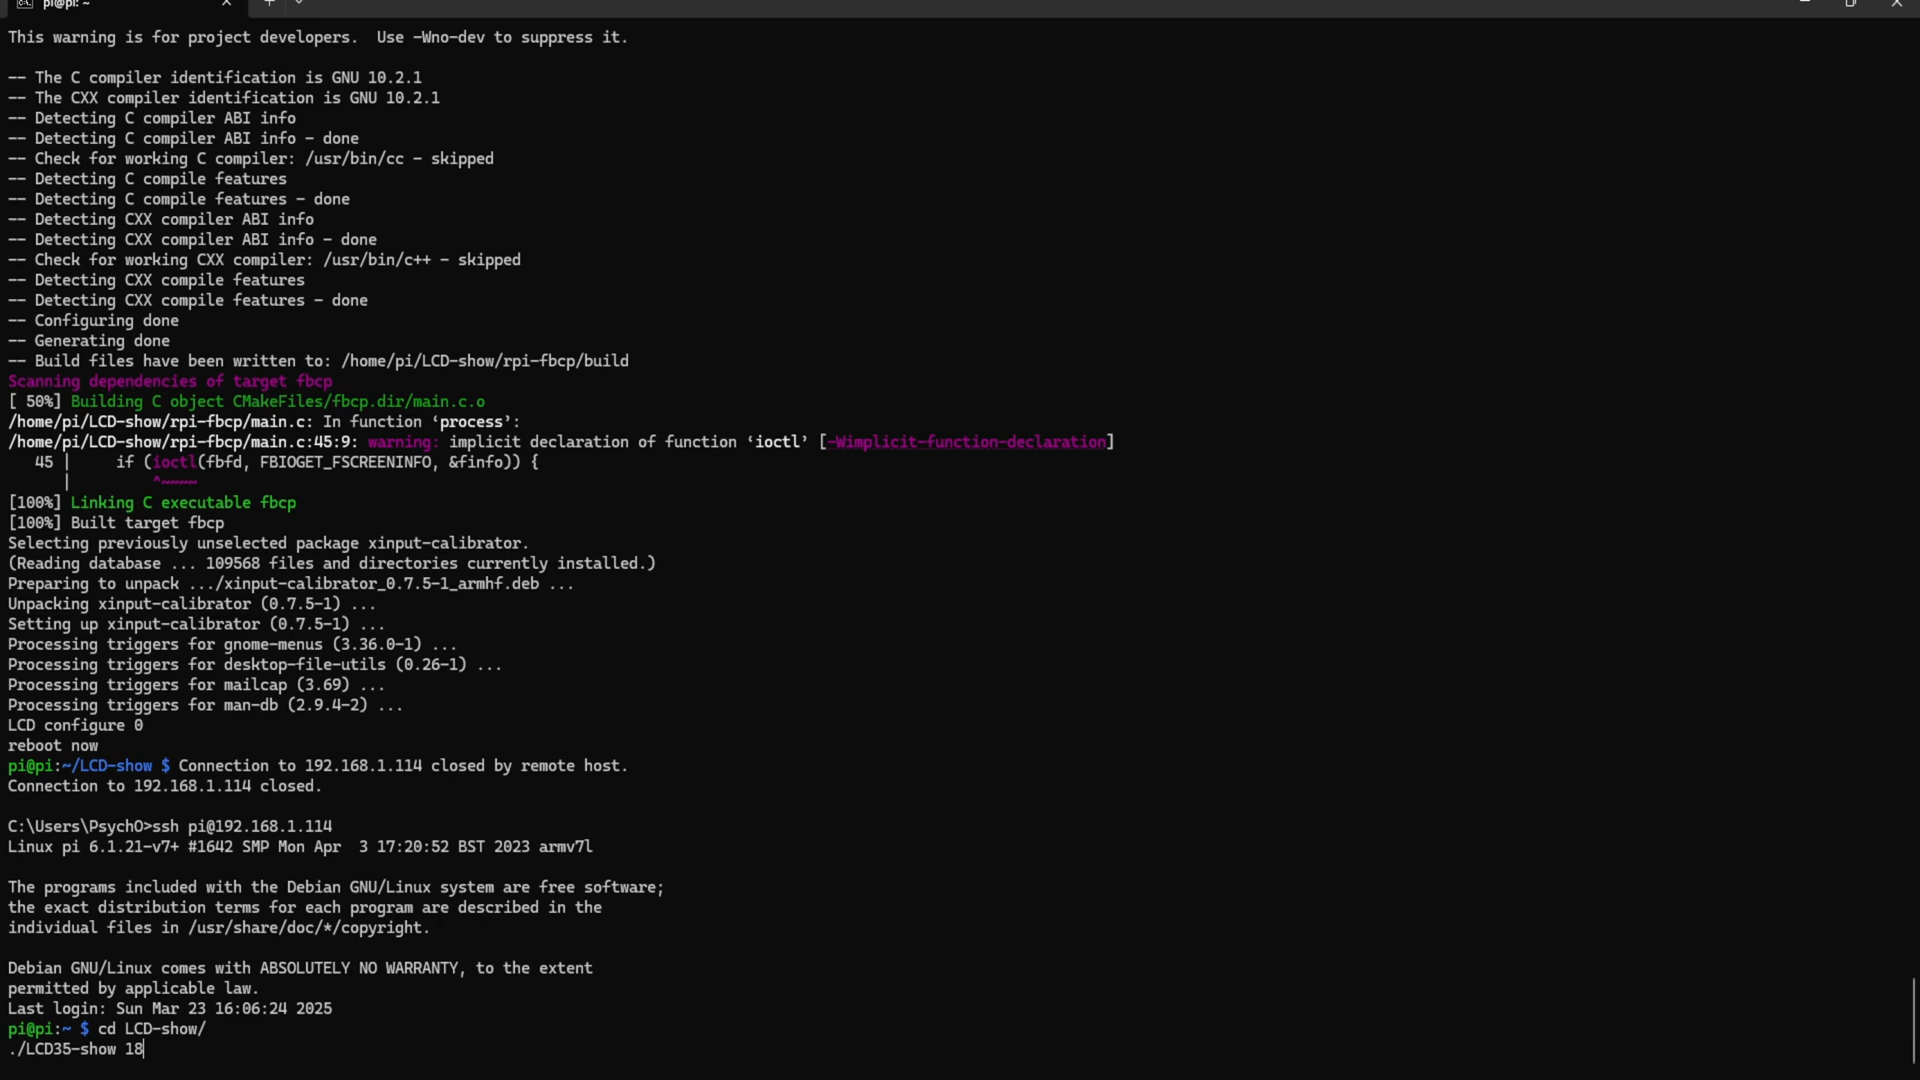 pi@pi: ~
This warning is for project developers.  Use -Wno-dev to suppress it.
-- The C compiler identification is GNU 10.2.1
-- The CXX compiler identification is GNU 10.2.1
-- Detecting C compiler ABI info
-- Detecting C compiler ABI info - done
-- Check for working C compiler: /usr/bin/cc - skipped
-- Detecting C compile features
-- Detecting C compile features - done
-- Detecting CXX compiler ABI info
-- Detecting CXX compiler ABI info - done
-- Check for working CXX compiler: /usr/bin/c++ - skipped
-- Detecting CXX compile features
-- Detecting CXX compile features - done
-- Configuring done
-- Generating done
-- Build files have been written to: /home/pi/LCD-show/rpi-fbcp/build
Scanning dependencies of target fbcp
[ 50%] Building C object CMakeFiles/fbcp.dir/main.c.o
/home/pi/LCD-show/rpi-fbcp/main.c: In function ‘process’:
/home/pi/LCD-show/rpi-fbcp/main.c:45:9: warning: implicit declaration of function ‘ioctl’ [-Wimplicit-function-declaration]
   45 |     if (ioctl(fbfd, FBIOGET_FSCREENINFO, &finfo)) {
      |         ^~~~~
[100%] Linking C executable fbcp
[100%] Built target fbcp
Selecting previously unselected package xinput-calibrator.
(Reading database ... 109568 files and directories currently installed.)
Preparing to unpack .../xinput-calibrator_0.7.5-1_armhf.deb ...
Unpacking xinput-calibrator (0.7.5-1) ...
Setting up xinput-calibrator (0.7.5-1) ...
Processing triggers for gnome-menus (3.36.0-1) ...
Processing triggers for desktop-file-utils (0.26-1) ...
Processing triggers for mailcap (3.69) ...
Processing triggers for man-db (2.9.4-2) ...
LCD configure 0
reboot now
pi@pi:~/LCD-show $ Connection to 192.168.1.114 closed by remote host.
Connection to 192.168.1.114 closed.
C:\Users\PsychO>ssh pi@192.168.1.114
Linux pi 6.1.21-v7+ #1642 SMP Mon Apr  3 17:20:52 BST 2023 armv7l
The programs included with the Debian GNU/Linux system are free software;
the exact distribution terms for each program are described in the
individual files in /usr/share/doc/*/copyright.
Debian GNU/Linux comes with ABSOLUTELY NO WARRANTY, to the extent
permitted by applicable law.
Last login: Sun Mar 23 16:06:24 2025
pi@pi:~ $ cd LCD-show/
./LCD35-show 18